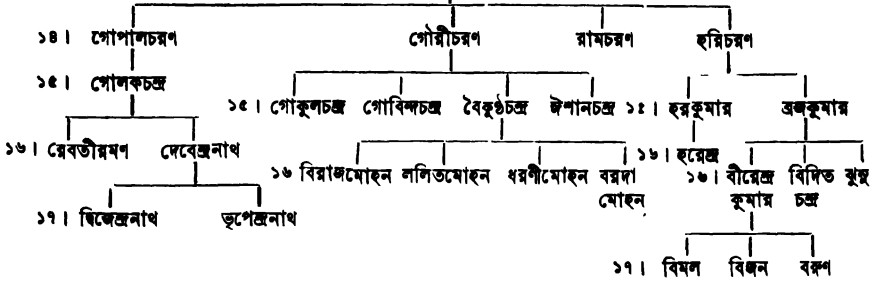 ১৪। গোপালচরণ গৌরীচরণ রামচরণ হরিচরণ
১৫। গোলকচন্দ্র
১৫। গোকুলচন্দ্র গোবিন্দচন্দ্র বৈকুণ্ঠচন্দ্র ঈশানচন্দ্র ১৫। হরকুমার ব্রজকুমার
১৬। রেবতীরমণ দেবেন্দ্রনাথ
১৬ বিরাজমোহন ললিতমোহন ধরণীমোহন বরদা ১৬। হরেন্দ্র ১৬। বীরেন্দ্র বিদিত ঝুনু
মোহন কুমার চন্দ্র
১৭। দ্বিজেন্দ্রনাথ ভূপেন্দ্রনাথ
১৭। বিমল বিজন বরুণ